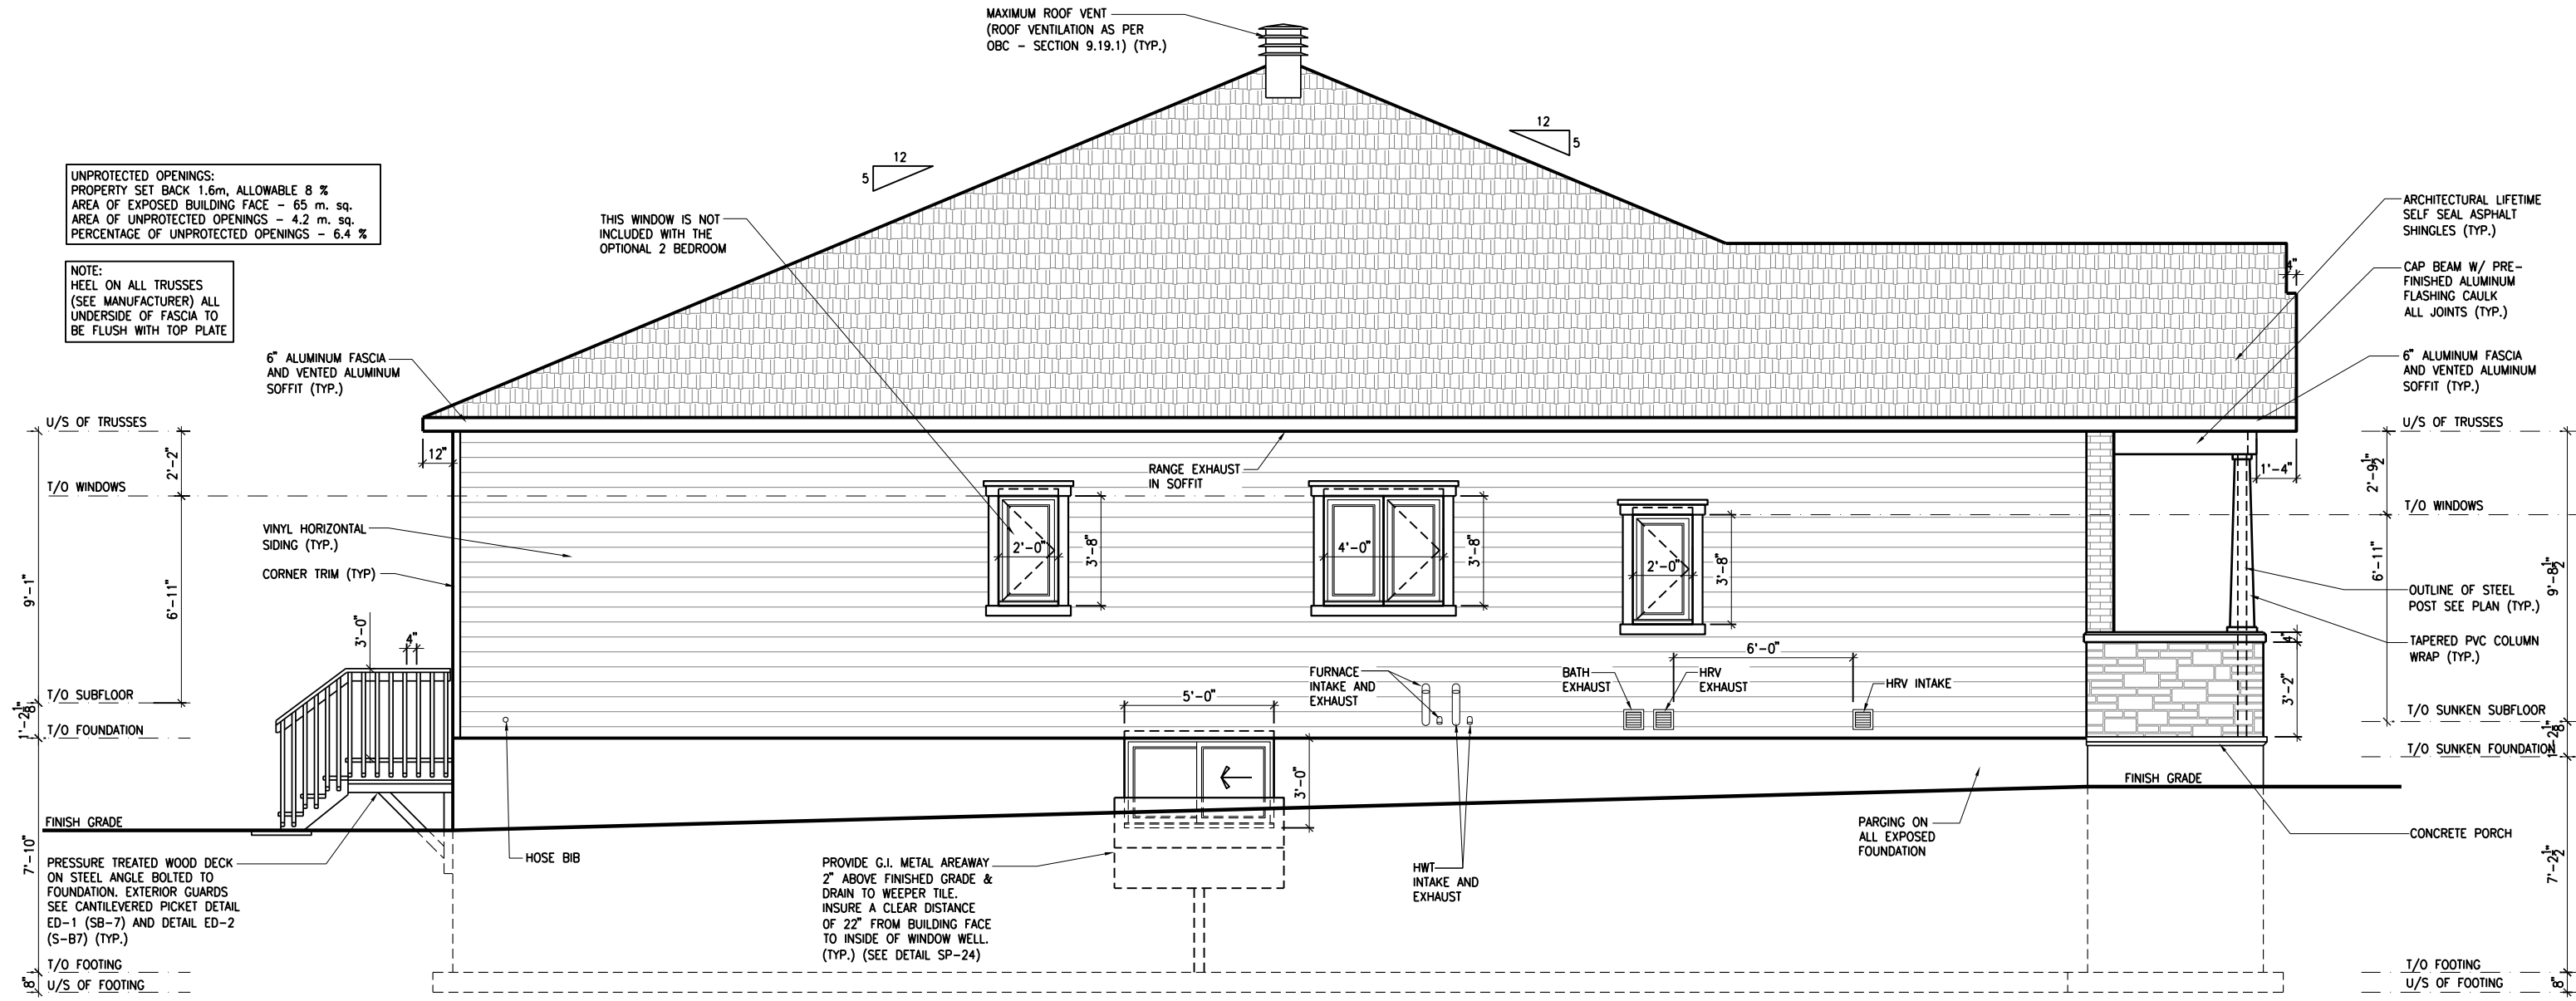 MAXIMUM ROOF VENT
(ROOF VENTILATION AS PER
OBC - SECTION 9.19.1) (TYP.)
12
5
12
5
UNPROTECTED OPENINGS:
PROPERTY SET BACK 1.6m, ALLOWABLE 8 %
AREA OF EXPOSED BUILDING FACE - 65 m. sq.
AREA OF UNPROTECTED OPENINGS - 4.2 m. sq.
PERCENTAGE OF UNPROTECTED OPENINGS - 6.4 %
NOTE:
HEEL ON ALL TRUSSES
(SEE MANUFACTURER) ALL
UNDERSIDE OF FASCIA TO
BE FLUSH WITH TOP PLATE
THIS WINDOW IS NOT
INCLUDED WITH THE
OPTIONAL 2 BEDROOM
6" ALUMINUM FASCIA
AND VENTED ALUMINUM
SOFFIT (TYP.)
ARCHITECTURAL LIFETIME
SELF SEAL ASPHALT
SHINGLES (TYP.)
4"
CAP BEAM W/ PRE-
FINISHED ALUMINUM
FLASHING CAULK
ALL JOINTS (TYP.)
6" ALUMINUM FASCIA
AND VENTED ALUMINUM
SOFFIT (TYP.)
U/S OF TRUSSES
2'-2"
12"
T/O WINDOWS
9'-1"
6'-11"
VINYL HORIZONTAL
SIDING (TYP.)
CORNER TRIM (TYP)
3'-0"
4"
T/O SUBFLOOR
1'-2 1/8"
T/O FOUNDATION
RANGE EXHAUST
IN SOFFIT
2'-0"
3'-8"
4'-0"
3'-8"
2'-0"
3'-8"
6'-0"
FURNACE
INTAKE AND
EXHAUST
BATH
EXHAUST
HRV
EXHAUST
HRV INTAKE
5'-0"
3'-0"
U/S OF TRUSSES
1'-4"
2'-9 1/2"
T/O WINDOWS
6'-11"
9'-8 1/2"
OUTLINE OF STEEL
POST SEE PLAN (TYP.)
TAPERED PVC COLUMN
WRAP (TYP.)
4"
3'-2"
T/O SUNKEN SUBFLOOR
1'-2 1/8"
T/O SUNKEN FOUNDATION
FINISH GRADE
CONCRETE PORCH
7'-2 1/2"
T/O FOOTING
8"
U/S OF FOOTING
FINISH GRADE
7'-10"
PRESSURE TREATED WOOD DECK
ON STEEL ANGLE BOLTED TO
FOUNDATION. EXTERIOR GUARDS
SEE CANTILEVERED PICKET DETAIL
ED-1 (SB-7) AND DETAIL ED-2
(S-B7) (TYP.)
HOSE BIB
PROVIDE G.I. METAL AREAWAY
2" ABOVE FINISHED GRADE &
DRAIN TO WEEPER TILE.
INSURE A CLEAR DISTANCE
OF 22" FROM BUILDING FACE
TO INSIDE OF WINDOW WELL.
(TYP.) (SEE DETAIL SP-24)
HWT
INTAKE AND
EXHAUST
PARGING ON
ALL EXPOSED
FOUNDATION
T/O FOOTING
8"
U/S OF FOOTING